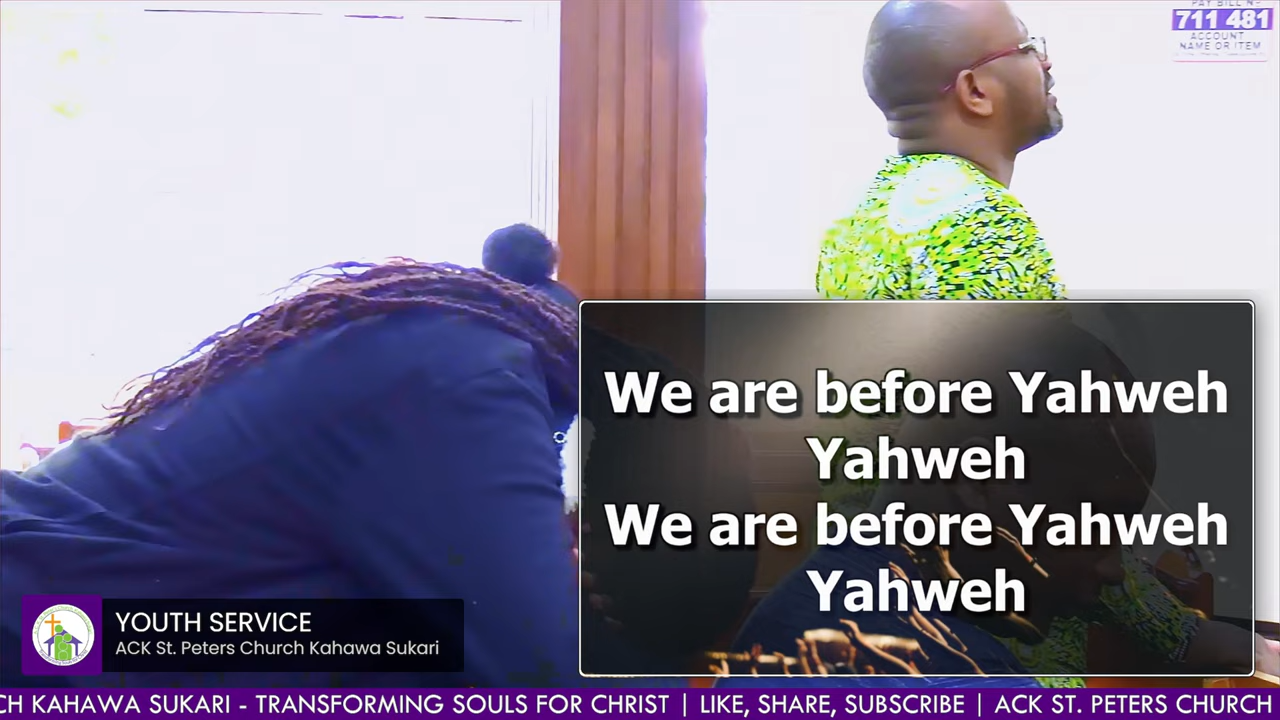 PAY BILL N
711 481
ACCOUNT
NAME OR ITEM
We are before Yahweh
Yahweh
We are before Yahweh
Yahweh
YOUTH SERVICE
ACK St. Peters Church Kahawa Sukari
CH KAHAWA SUKARI - TRANSFORMING SOULS FOR CHRIST | LIKE, SHARE, SUBSCRIBE | ACK ST. PETERS CHURCH